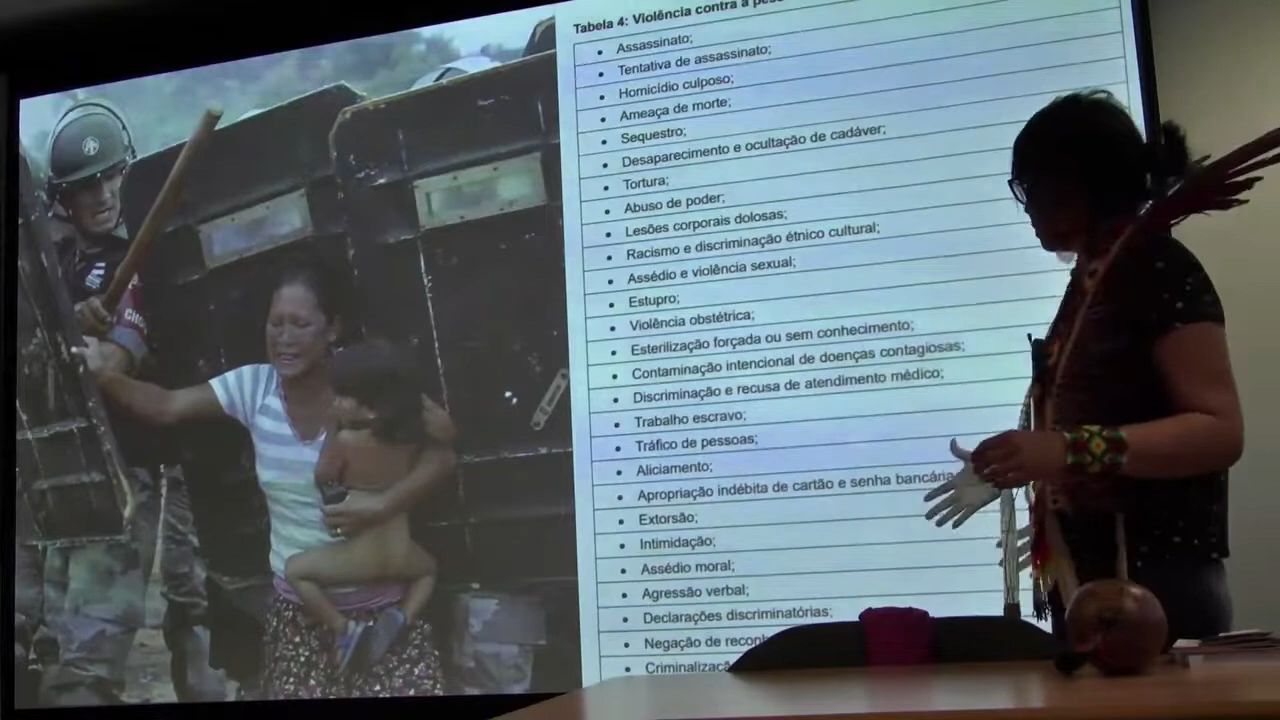 Tabela 4: Violência contra a
Assassinato;
Tentativa de assassinato;
Homicídio culposo;
Ameaça de morte;
Sequestro;
Desaparecimento e ocultação de cadáver;
Tortura;
Abuso de poder;
Lesões corporais dolosas;
Racismo e discriminação étnico cultural;
Assédio e violência sexual;
Estupro;
Violência obstétrica;
Esterilização forçada ou sem conhecimento;
Contaminação intencional de doenças contagiosas;
Discriminação e recusa de atendimento médico;
Trabalho escravo;
Tráfico de pessoas;
Aliciamento;
Apropriação indébita de cartão e senha bancária
Extorsão;
Intimidação;
Assédio moral;
Agressão verbal;
Declarações discriminatórias;
Negação de